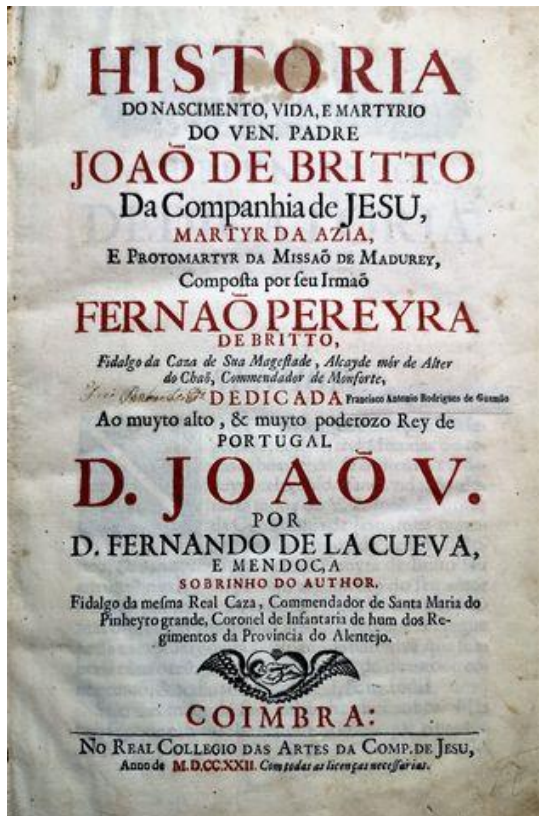 HISTORIA
DO NASCIMENTO, VIDA, E MARTYRIO
DO VEN. PADRE
JOAÕ DE BRITTO
Da Companhia de JESU,
MARTYR DA AZIA,
E PROTOMARTYR DA MISSAÕ DE MADUREY,
Compoſta por ſeu Irmaõ
FERNAÕ PEREYRA
DE BRITTO,
Fidalgo da Caza de Sua Mageſtade, Alcayde mór de Alter
do Chaõ, Commendador de Monforte,
DEDICADA Francisco Antonio Rodrigues de Gusmão
Ao muyto alto, & muyto poderozo Rey de
PORTUGAL
D. JOAÕ V.
POR
D. FERNANDO DE LA CUEVA,
E MENDOC,A
SOBRINHO DO AUTHOR.
Fidalgo da meſma Real Caza, Commendador de Santa Maria do
Pinheyro grande, Coronel de Infantaria de hum dos Re-
gimentos da Provincia do Alentejo.
COIMBRA:
NO REAL COLLEGIO DAS ARTES DA COMP. DE JESU,
Anno de M.D.CC.XXII. Com todas as licenças neceſſarias.